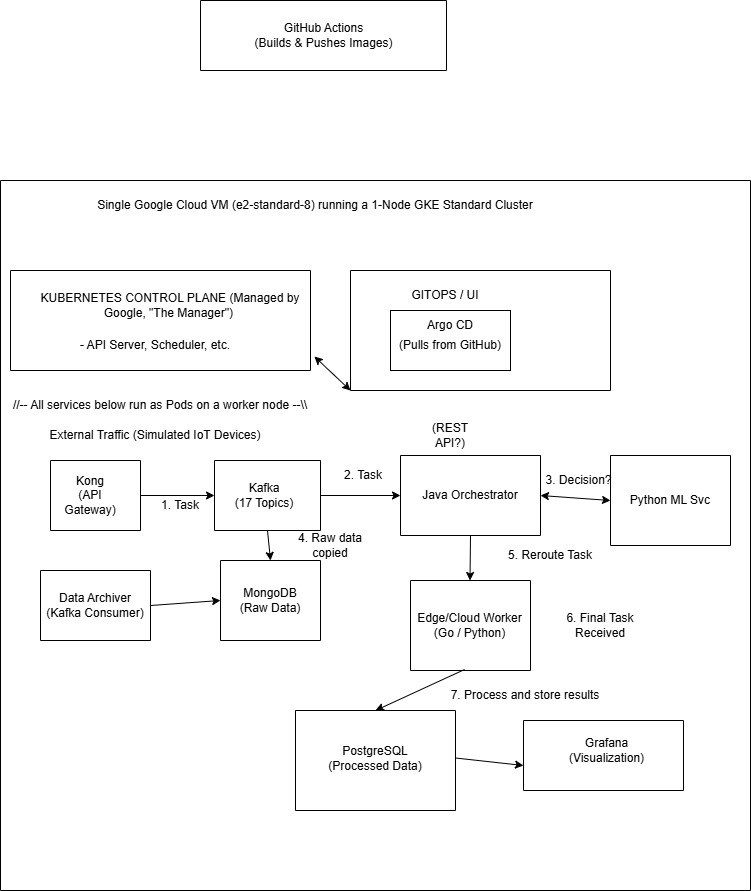 GitHub Actions
(Builds & Pushes Images)
Single Google Cloud VM (e2-standard-8) running a 1-Node GKE Standard Cluster
KUBERNETES CONTROL PLANE (Managed by
Google, "The Manager")
- API Server, Scheduler, etc.
GITOPS / UI
Argo CD
(Pulls from GitHub)
//-- All services below run as Pods on a worker node --\\
External Traffic (Simulated IoT Devices)
(REST
API?)
Kong
(API
Gateway)
1. Task
Kafka
(17 Topics)
2. Task
Java Orchestrator
3. Decision?
Python ML Svc
4. Raw data
copied
5. Reroute Task
Data Archiver
(Kafka Consumer)
MongoDB
(Raw Data)
Edge/Cloud Worker
(Go / Python)
6. Final Task
Received
7. Process and store results
PostgreSQL
(Processed Data)
Grafana
(Visualization)